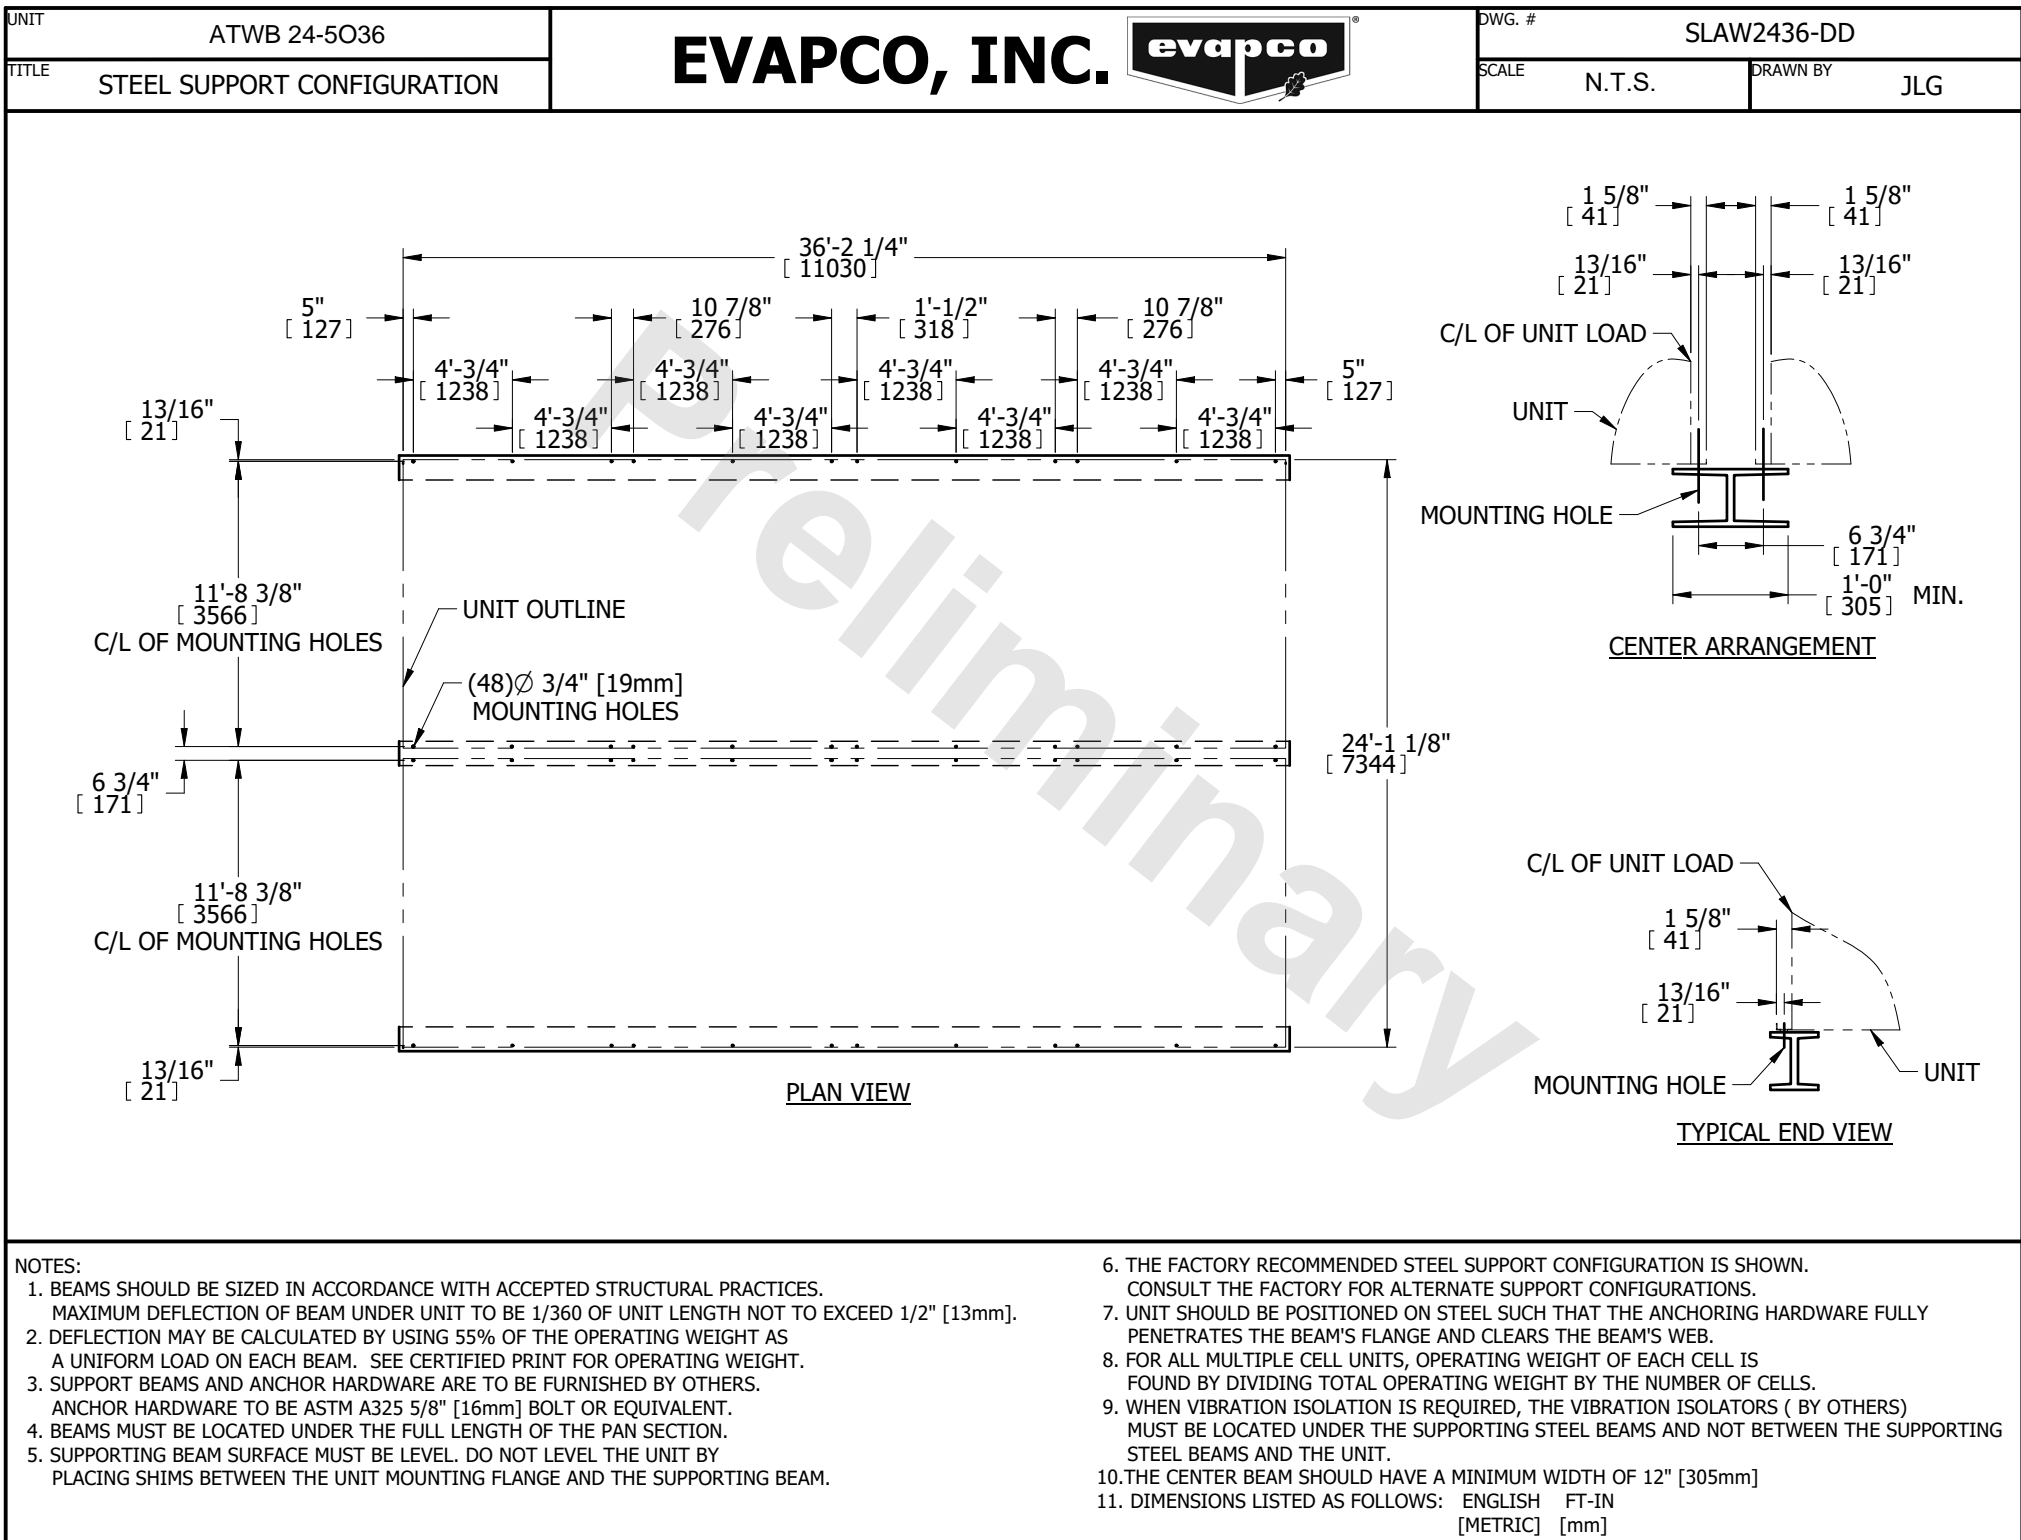 UNIT
ATWB 24-5O36
TITLE
STEEL SUPPORT CONFIGURATION
EVAPCO, INC.
evapco
®
DWG. #
SLAW2436-DD
SCALE
N.T.S.
DRAWN BY
JLG
36'-2 1/4"
[ 11030 ]
5"
[ 127 ]
10 7/8"
[ 276 ]
1'-1/2"
[ 318 ]
10 7/8"
[ 276 ]
4'-3/4"
[ 1238 ]
4'-3/4"
[ 1238 ]
4'-3/4"
[ 1238 ]
4'-3/4"
[ 1238 ]
5"
[ 127 ]
4'-3/4"
[ 1238 ]
4'-3/4"
[ 1238 ]
4'-3/4"
[ 1238 ]
4'-3/4"
[ 1238 ]
13/16"
[ 21 ]
11'-8 3/8"
[ 3566 ]
C/L OF MOUNTING HOLES
UNIT OUTLINE
(48)Ø 3/4" [19mm]
MOUNTING HOLES
6 3/4"
[ 171 ]
24'-1 1/8"
[ 7344 ]
11'-8 3/8"
[ 3566 ]
C/L OF MOUNTING HOLES
13/16"
[ 21 ]
PLAN VIEW
Preliminary
1 5/8"
[ 41 ]
1 5/8"
[ 41 ]
13/16"
[ 21 ]
13/16"
[ 21 ]
C/L OF UNIT LOAD
UNIT
MOUNTING HOLE
6 3/4"
[ 171 ]
1'-0"
[ 305 ] MIN.
CENTER ARRANGEMENT
C/L OF UNIT LOAD
1 5/8"
[ 41 ]
13/16"
[ 21 ]
MOUNTING HOLE
UNIT
TYPICAL END VIEW
NOTES:
1. BEAMS SHOULD BE SIZED IN ACCORDANCE WITH ACCEPTED STRUCTURAL PRACTICES.
MAXIMUM DEFLECTION OF BEAM UNDER UNIT TO BE 1/360 OF UNIT LENGTH NOT TO EXCEED 1/2" [13mm].
2. DEFLECTION MAY BE CALCULATED BY USING 55% OF THE OPERATING WEIGHT AS
A UNIFORM LOAD ON EACH BEAM. SEE CERTIFIED PRINT FOR OPERATING WEIGHT.
3. SUPPORT BEAMS AND ANCHOR HARDWARE ARE TO BE FURNISHED BY OTHERS.
ANCHOR HARDWARE TO BE ASTM A325 5/8" [16mm] BOLT OR EQUIVALENT.
4. BEAMS MUST BE LOCATED UNDER THE FULL LENGTH OF THE PAN SECTION.
5. SUPPORTING BEAM SURFACE MUST BE LEVEL. DO NOT LEVEL THE UNIT BY
PLACING SHIMS BETWEEN THE UNIT MOUNTING FLANGE AND THE SUPPORTING BEAM.
6. THE FACTORY RECOMMENDED STEEL SUPPORT CONFIGURATION IS SHOWN.
CONSULT THE FACTORY FOR ALTERNATE SUPPORT CONFIGURATIONS.
7. UNIT SHOULD BE POSITIONED ON STEEL SUCH THAT THE ANCHORING HARDWARE FULLY
PENETRATES THE BEAM'S FLANGE AND CLEARS THE BEAM'S WEB.
8. FOR ALL MULTIPLE CELL UNITS, OPERATING WEIGHT OF EACH CELL IS
FOUND BY DIVIDING TOTAL OPERATING WEIGHT BY THE NUMBER OF CELLS.
9. WHEN VIBRATION ISOLATION IS REQUIRED, THE VIBRATION ISOLATORS ( BY OTHERS)
MUST BE LOCATED UNDER THE SUPPORTING STEEL BEAMS AND NOT BETWEEN THE SUPPORTING
STEEL BEAMS AND THE UNIT.
10.THE CENTER BEAM SHOULD HAVE A MINIMUM WIDTH OF 12" [305mm]
11. DIMENSIONS LISTED AS FOLLOWS: ENGLISH FT-IN
[METRIC] [mm]